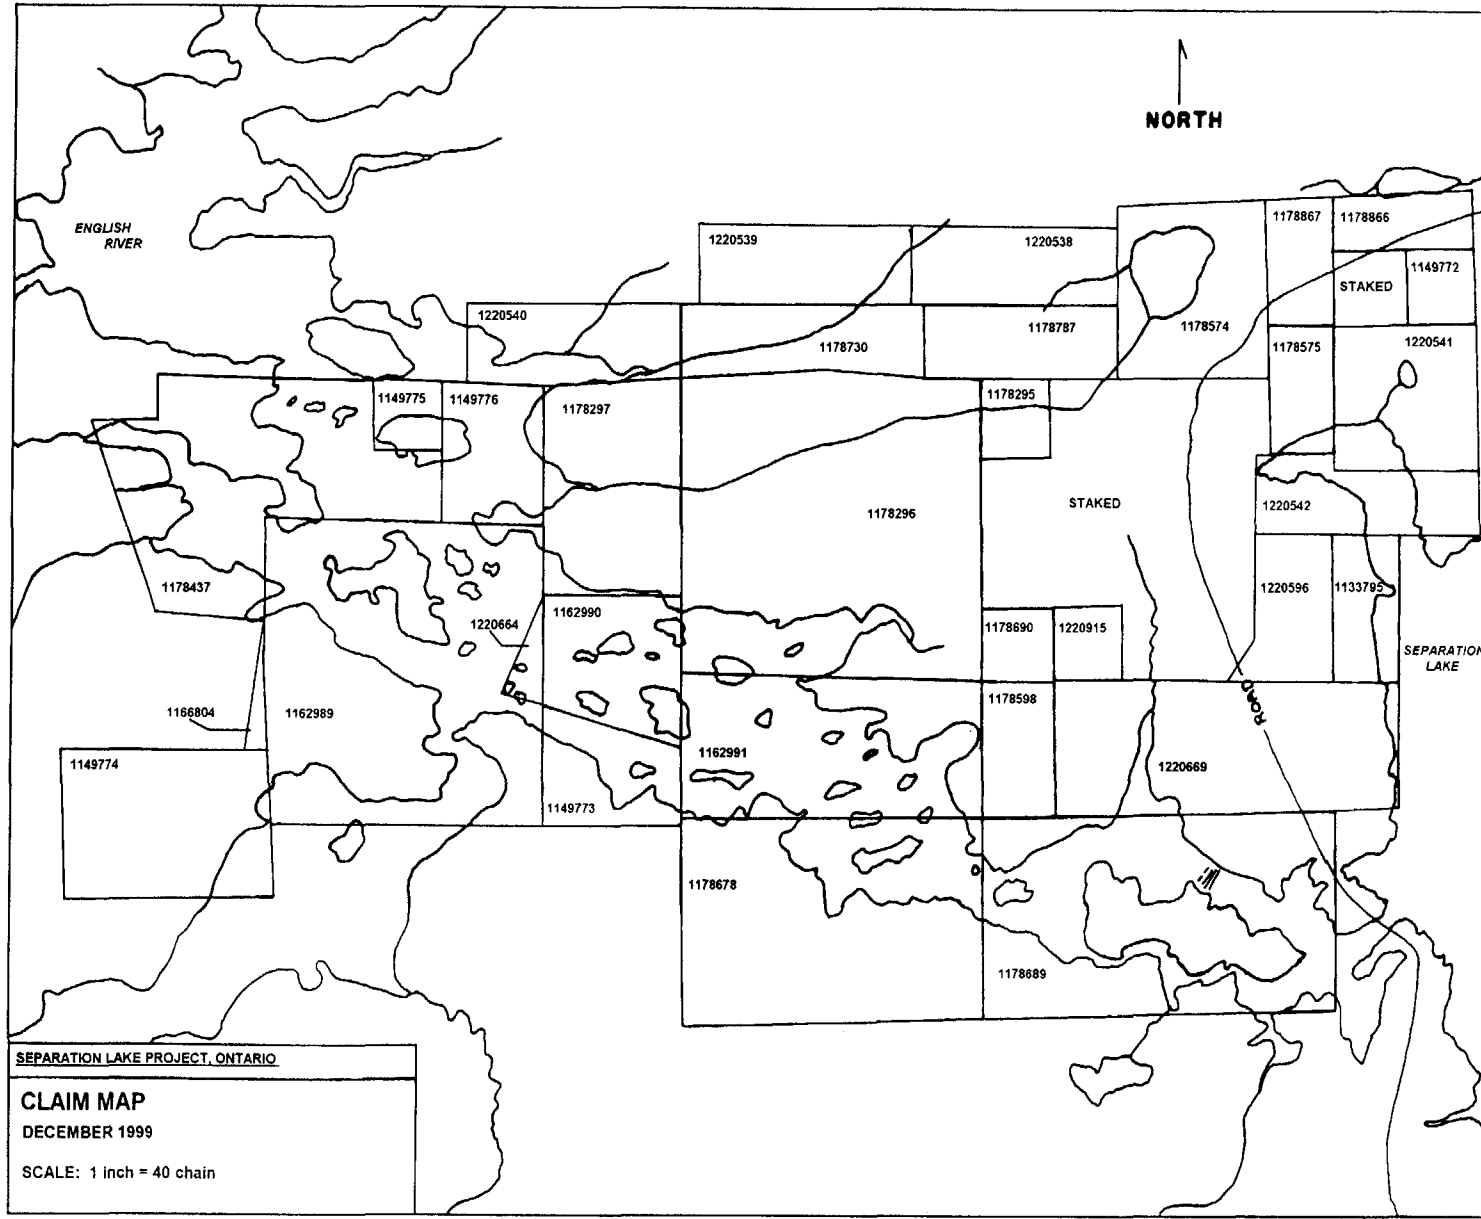 NORTH
ENGLISH
RIVER
1178867
1178866
1220539
1220538
1149772
STAKED
1220540
1178787
1178574
1178730
1178575
1220541
1149775
1149776
1178297
1178295
1178296
STAKED
1220542
1178437
1220596
1133795
1162990
1220664
1178690
1220915
SEPARATION
LAKE
1166804
1162989
1178598
ROAD
1162991
1149774
1220669
1149773
1178678
1178689
SEPARATION LAKE PROJECT, ONTARIO
CLAIM MAP
DECEMBER 1999
SCALE: 1 inch = 40 chain